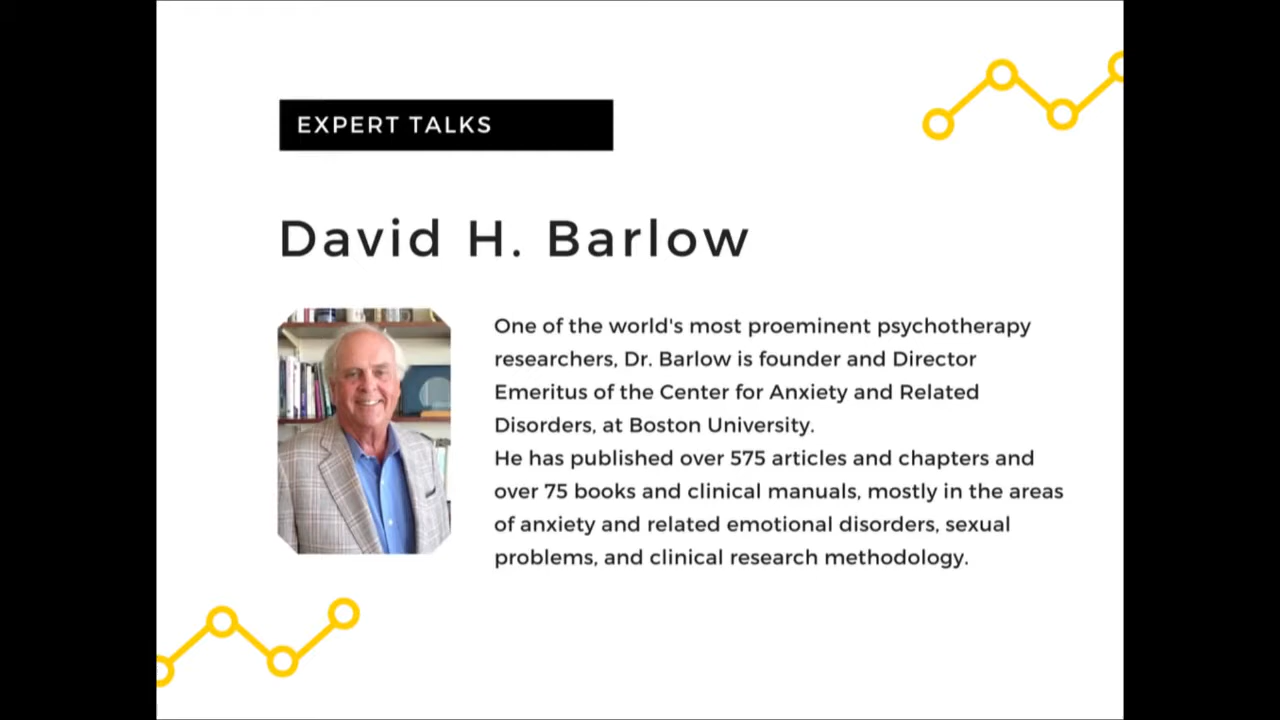 EXPERT TALKS
David H. Barlow
One of the world's most proeminent psychotherapy
researchers, Dr. Barlow is founder and Director
Emeritus of the Center for Anxiety and Related
Disorders, at Boston University.
He has published over 575 articles and chapters and
over 75 books and clinical manuals, mostly in the areas
of anxiety and related emotional disorders, sexual
problems, and clinical research methodology.